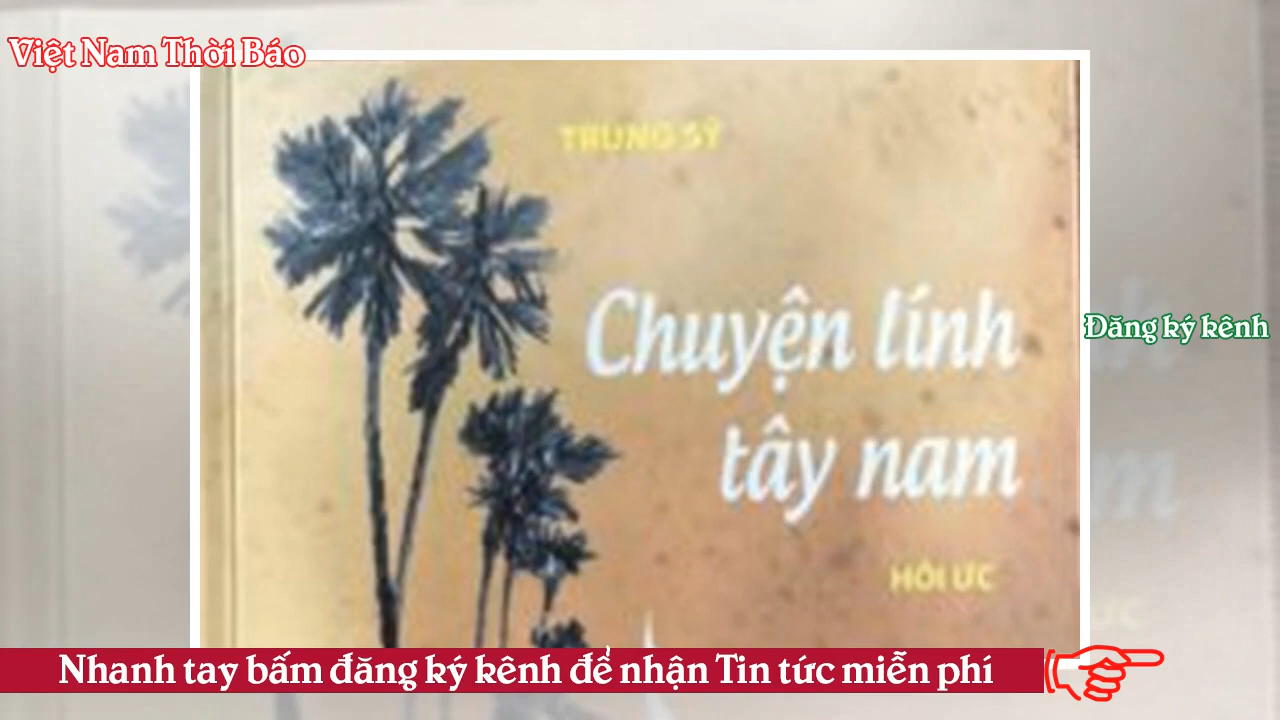 Việt Nam Thời Báo
TRUNG SỸ
Chuyện lính
tây nam
HỒI ỨC
Đăng ký kênh
Nhanh tay bấm đăng ký kênh để nhận Tin tức miễn phí